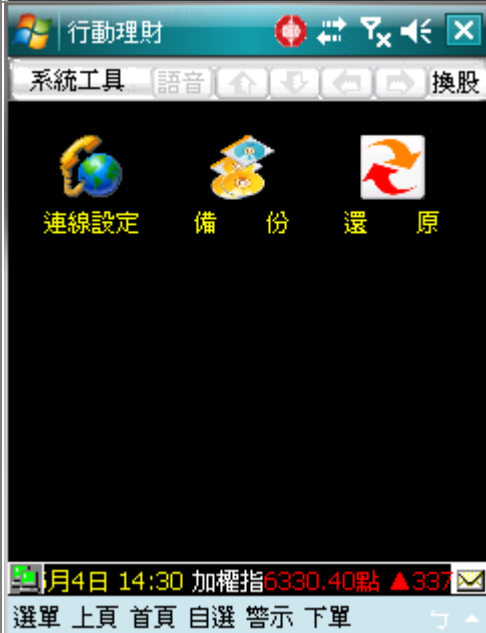 行動理財
系統工具 語音 換股
連線設定 備 份 還 原
月4日 14:30 加權指6330.40點 ▲337
選單 上頁 首頁 自選 警示 下單 ㄅ